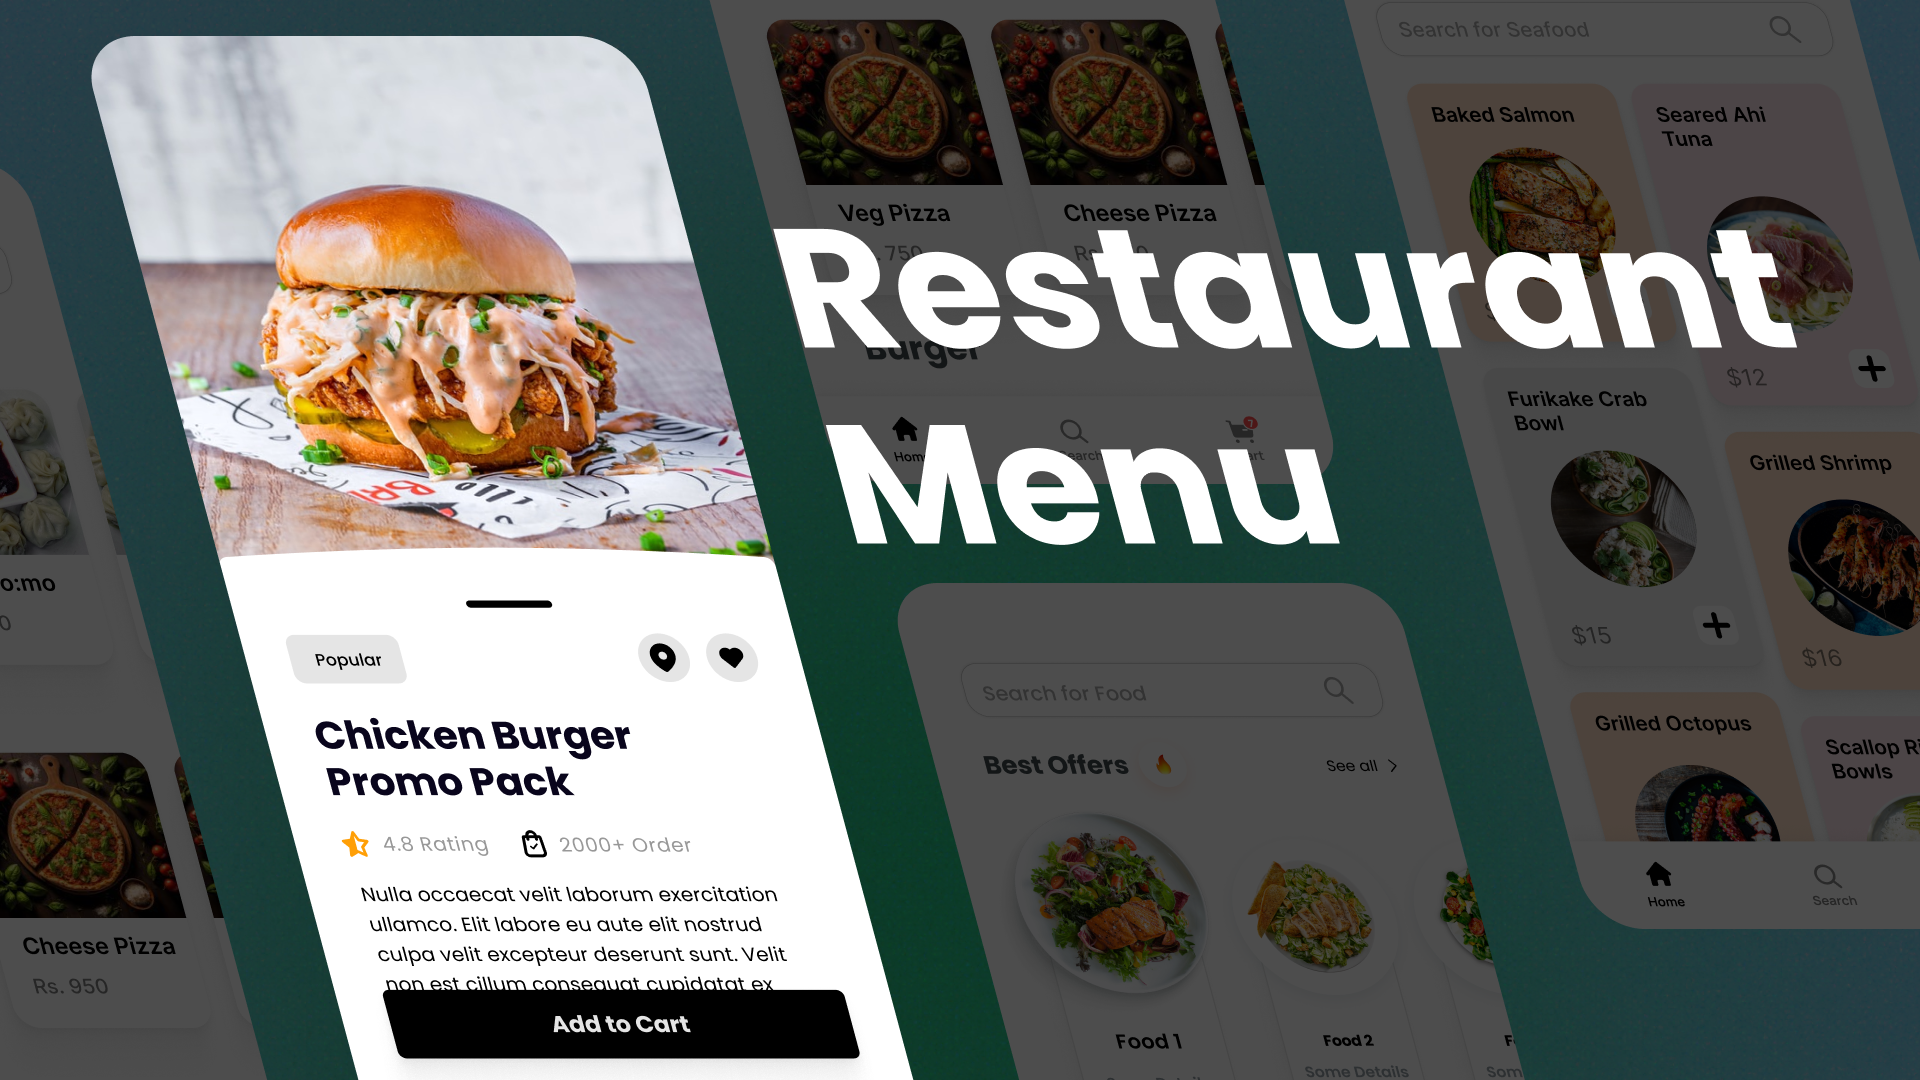 Restaurant
Menu
Popular
Chicken Burger
Promo Pack
4.8 Rating
2000+ Order
Nulla occaecat velit laborum exercitation
ullamco. Elit labore eu aute elit nostrud
culpa velit excepteur deserunt sunt. Velit
non est cillum consequat cupidatat ex
Add to Cart
o:mo
0
Cheese Pizza
Rs. 950
Veg Pizza
Cheese Pizza
750
Burger
Home
Search
7
Search for Food
Best Offers
See all
Food 1
Food 2
Some Details
Search for Seafood
Baked Salmon
Seared Ahi
Tuna
$12
Furikake Crab
Bowl
$15
Grilled Shrimp
$16
Grilled Octopus
Scallop Ri
Bowls
Home
Search